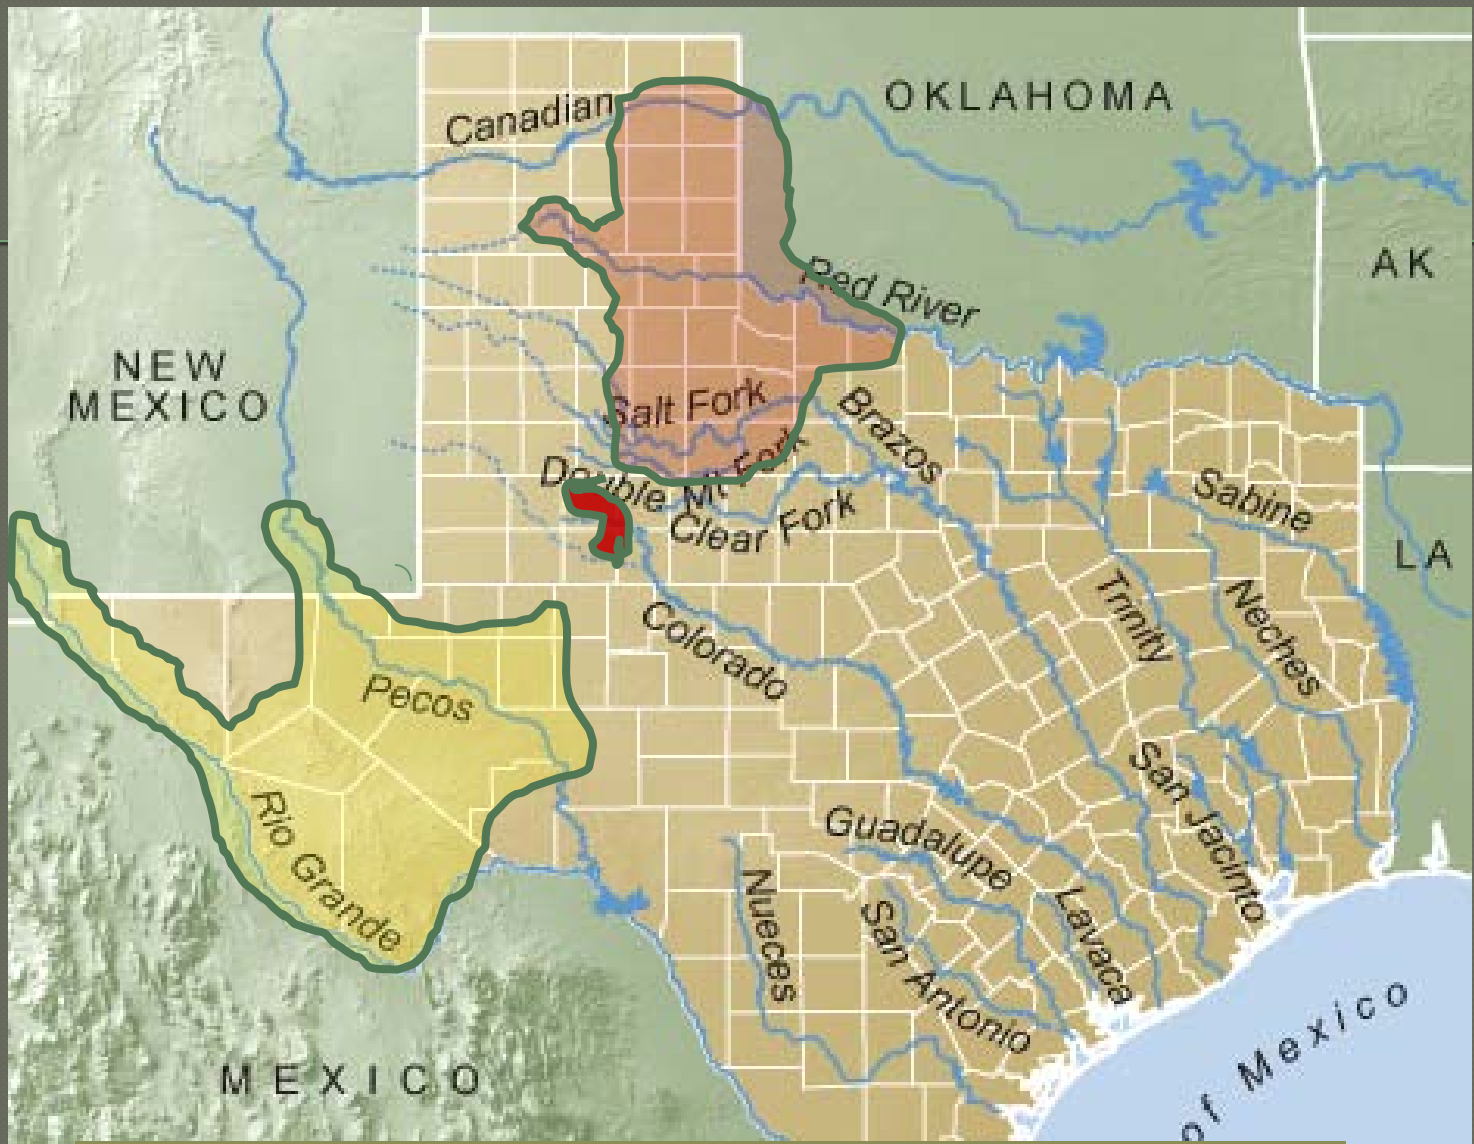 OKLAHOMA
Canadian
Red River
AK
NEW
MEXICO
Salt Fork
Brazos
Double Mt Fork
Clear Fork
Sabine
LA
Trinity
Neches
Colorado
Pecos
San Jacinto
Rio Grande
Guadalupe
Nueces
San Antonio
Lavaca
MEXICO
of Mexico